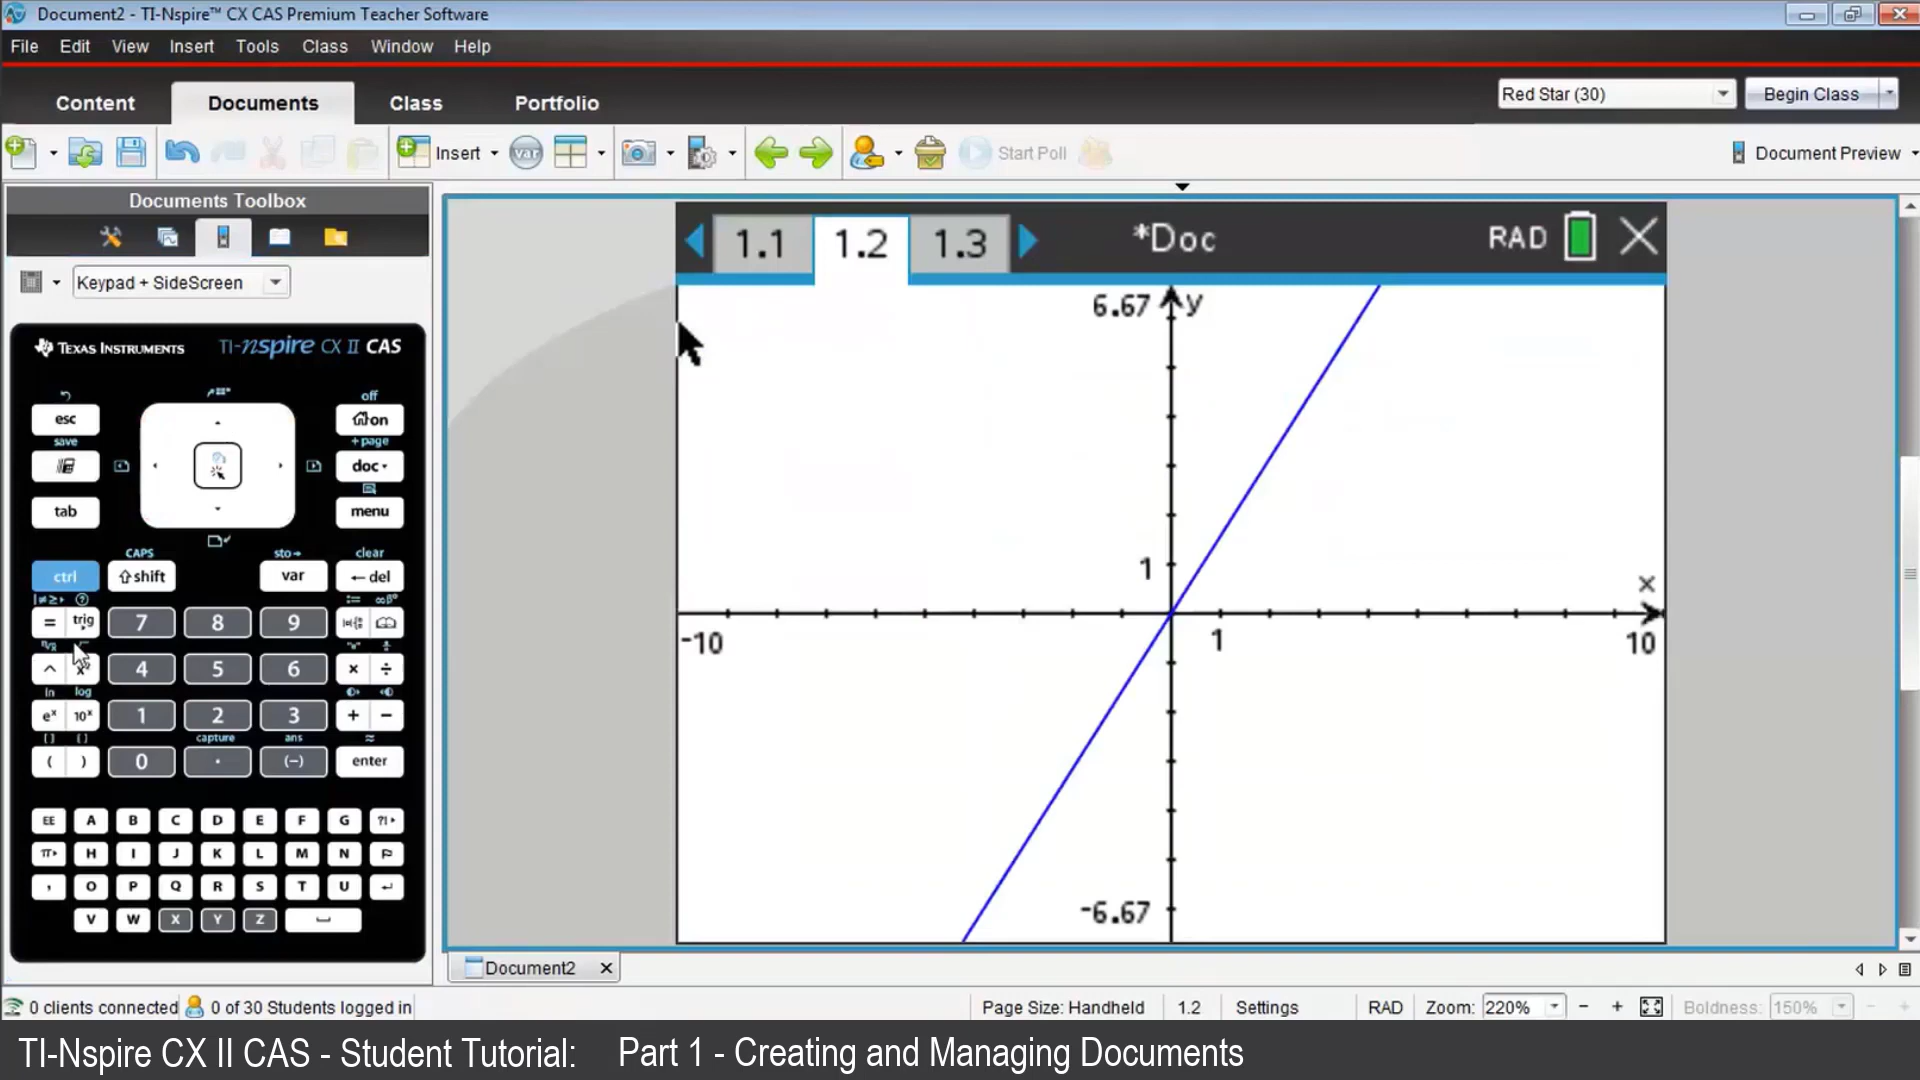 Document2 - TI-Nspire™ CX CAS Premium Teacher Software
File Edit View Insert Tools Class Window Help
Content Documents Class Portfolio
Red Star (30) Begin Class
Insert var Start Poll Document Preview
Documents Toolbox
Keypad + SideScreen
TEXAS INSTRUMENTS TI-nspire CX II CAS
off
esc on
save + page
doc
tab menu
CAPS sto→ clear
ctrl shift var ←del
= trig 7 8 9
^ x² 4 5 6 × ÷
ln log
eˣ 10ˣ 1 2 3 + −
[ ] { } capture ans ≈
( ) 0 . (−) enter
EE A B C D E F G ?!▸
π▸ H I J K L M N
, O P Q R S T U
V W X Y Z
1.1 1.2 1.3 *Doc RAD
6.67 y
1 x
-10 1 10
-6.67
Document2
0 clients connected 0 of 30 Students logged in Page Size: Handheld 1.2 Settings RAD Zoom: 220% − + Boldness: 150% − +
TI-Nspire CX II CAS - Student Tutorial: Part 1 - Creating and Managing Documents